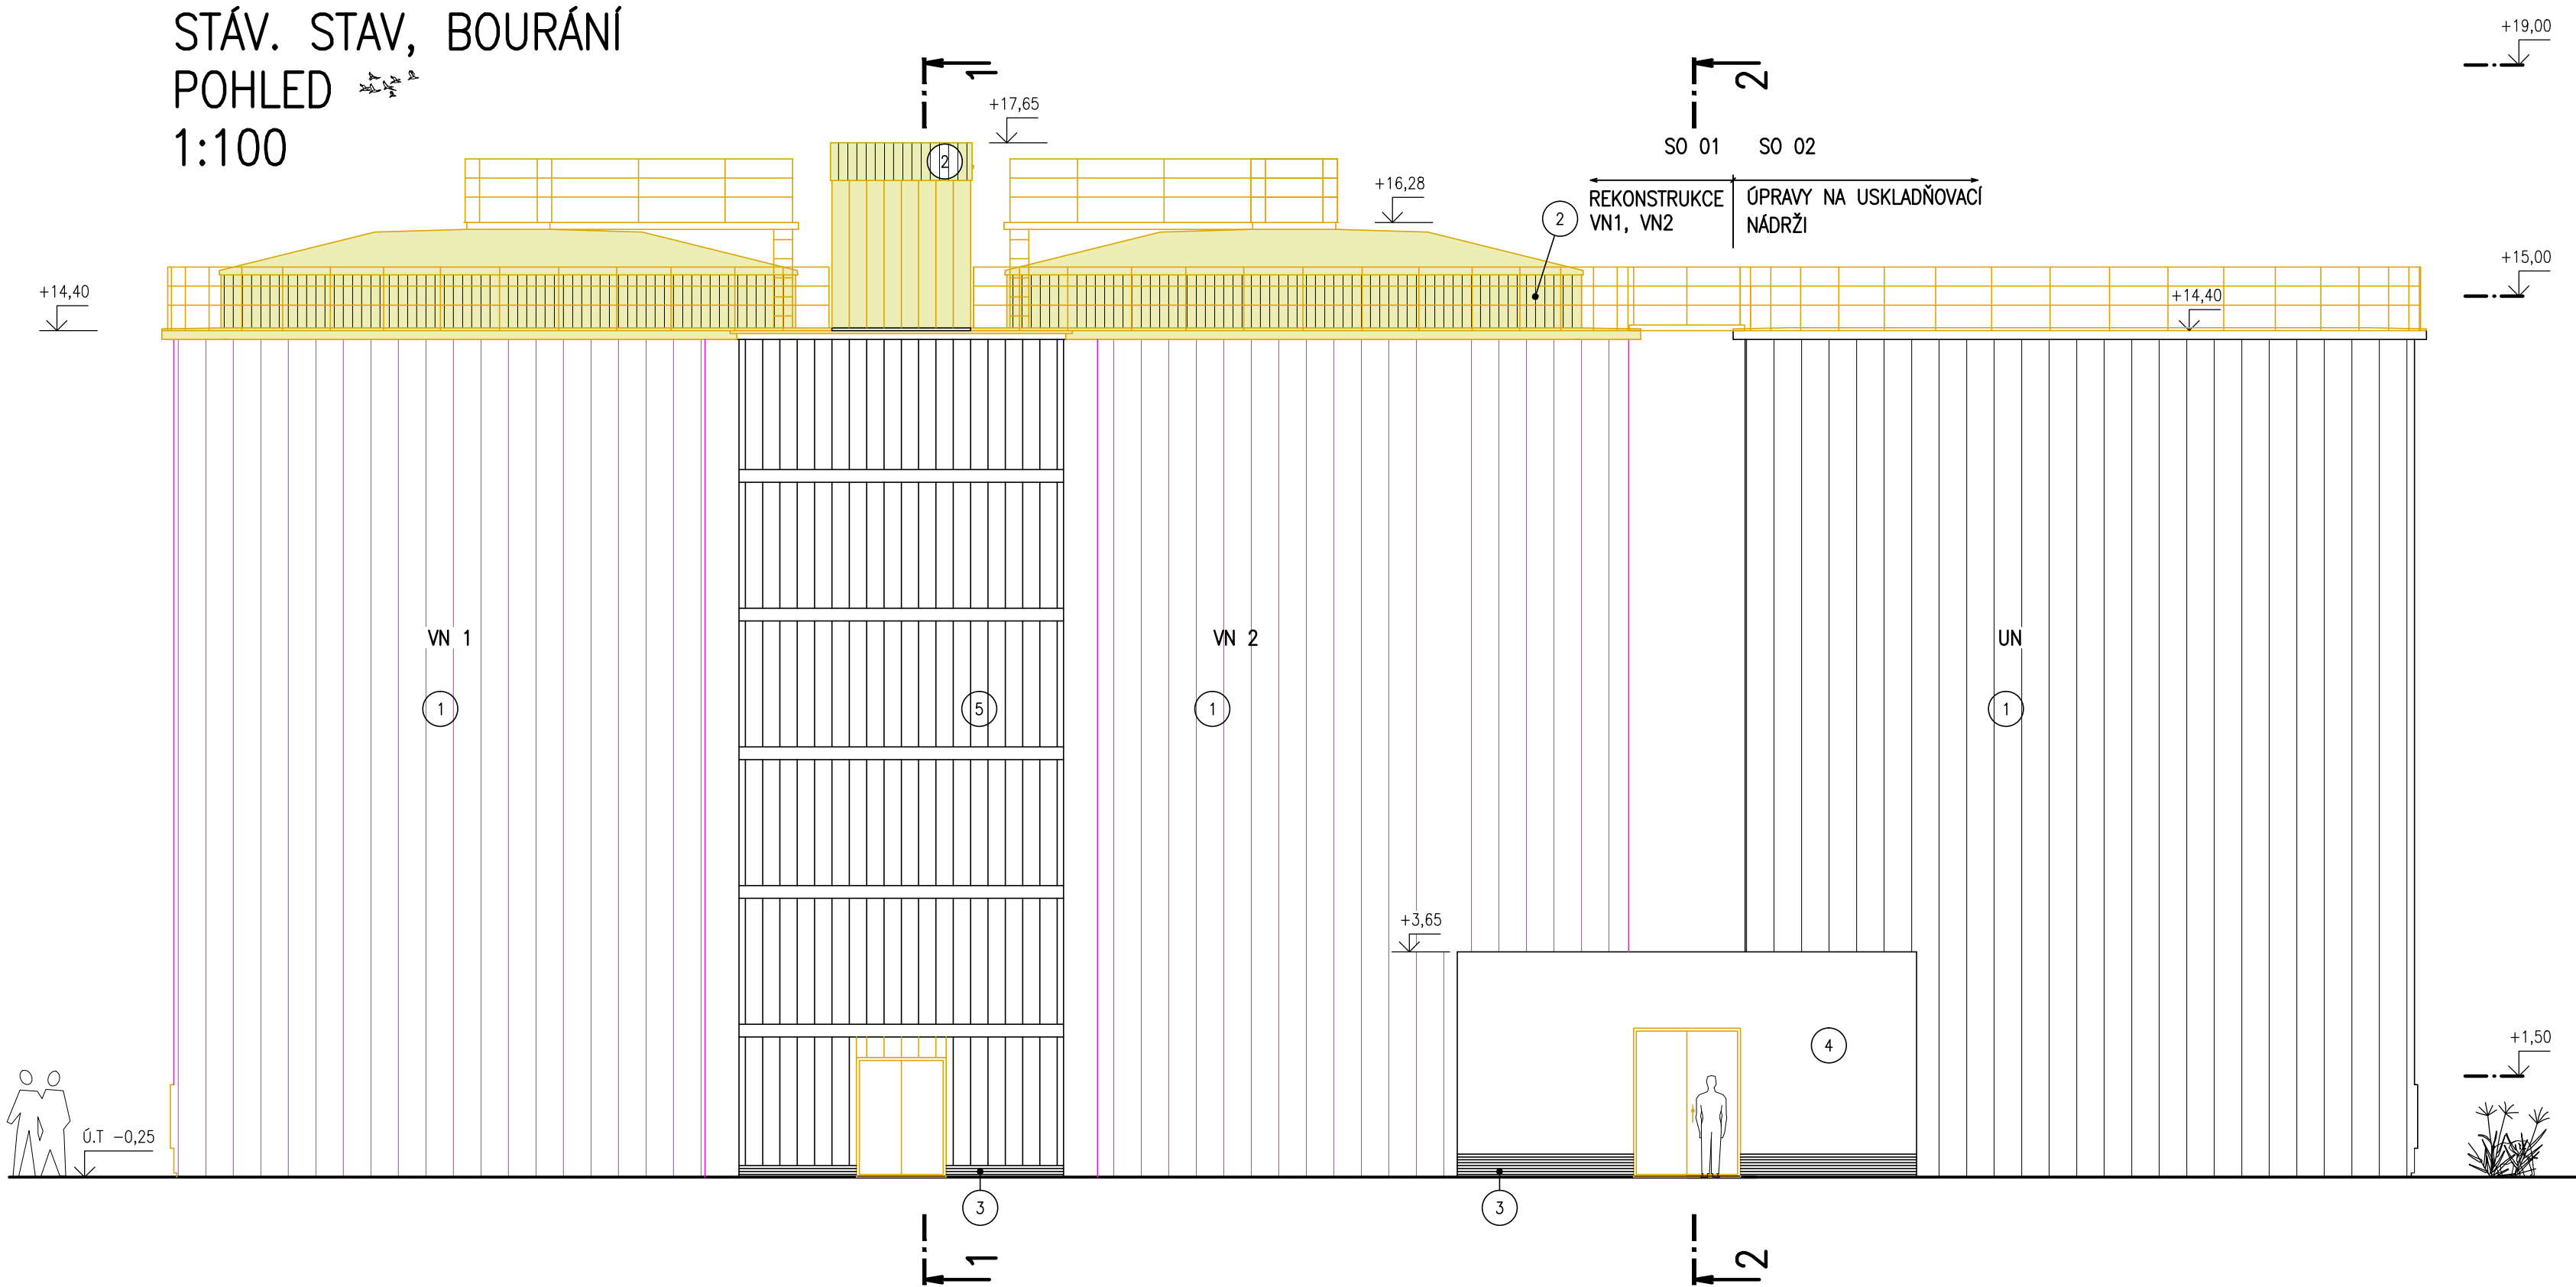 STÁV. STAV, BOURÁNÍ
POHLED
1:100
1
2
+19,00
+17,65
2
SO 01 SO 02
+16,28
2
REKONSTRUKCE
VN1, VN2
ÚPRAVY NA USKLADŇOVACÍ
NÁDRŽI
+15,00
+14,40
+14,40
VN 1
VN 2
UN
1
5
1
1
+3,65
4
+1,50
Ú.T -0,25
3
3
1
2